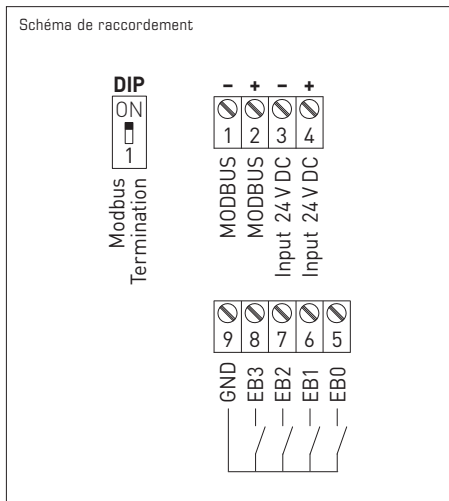 Schéma de raccordement
DIP
ON
1
Modbus
Termination
– + – +
1 2 3 4
MODBUS
MODBUS
Input 24 V DC
Input 24 V DC
9 8 7 6 5
GND
EB3
EB2
EB1
EB0